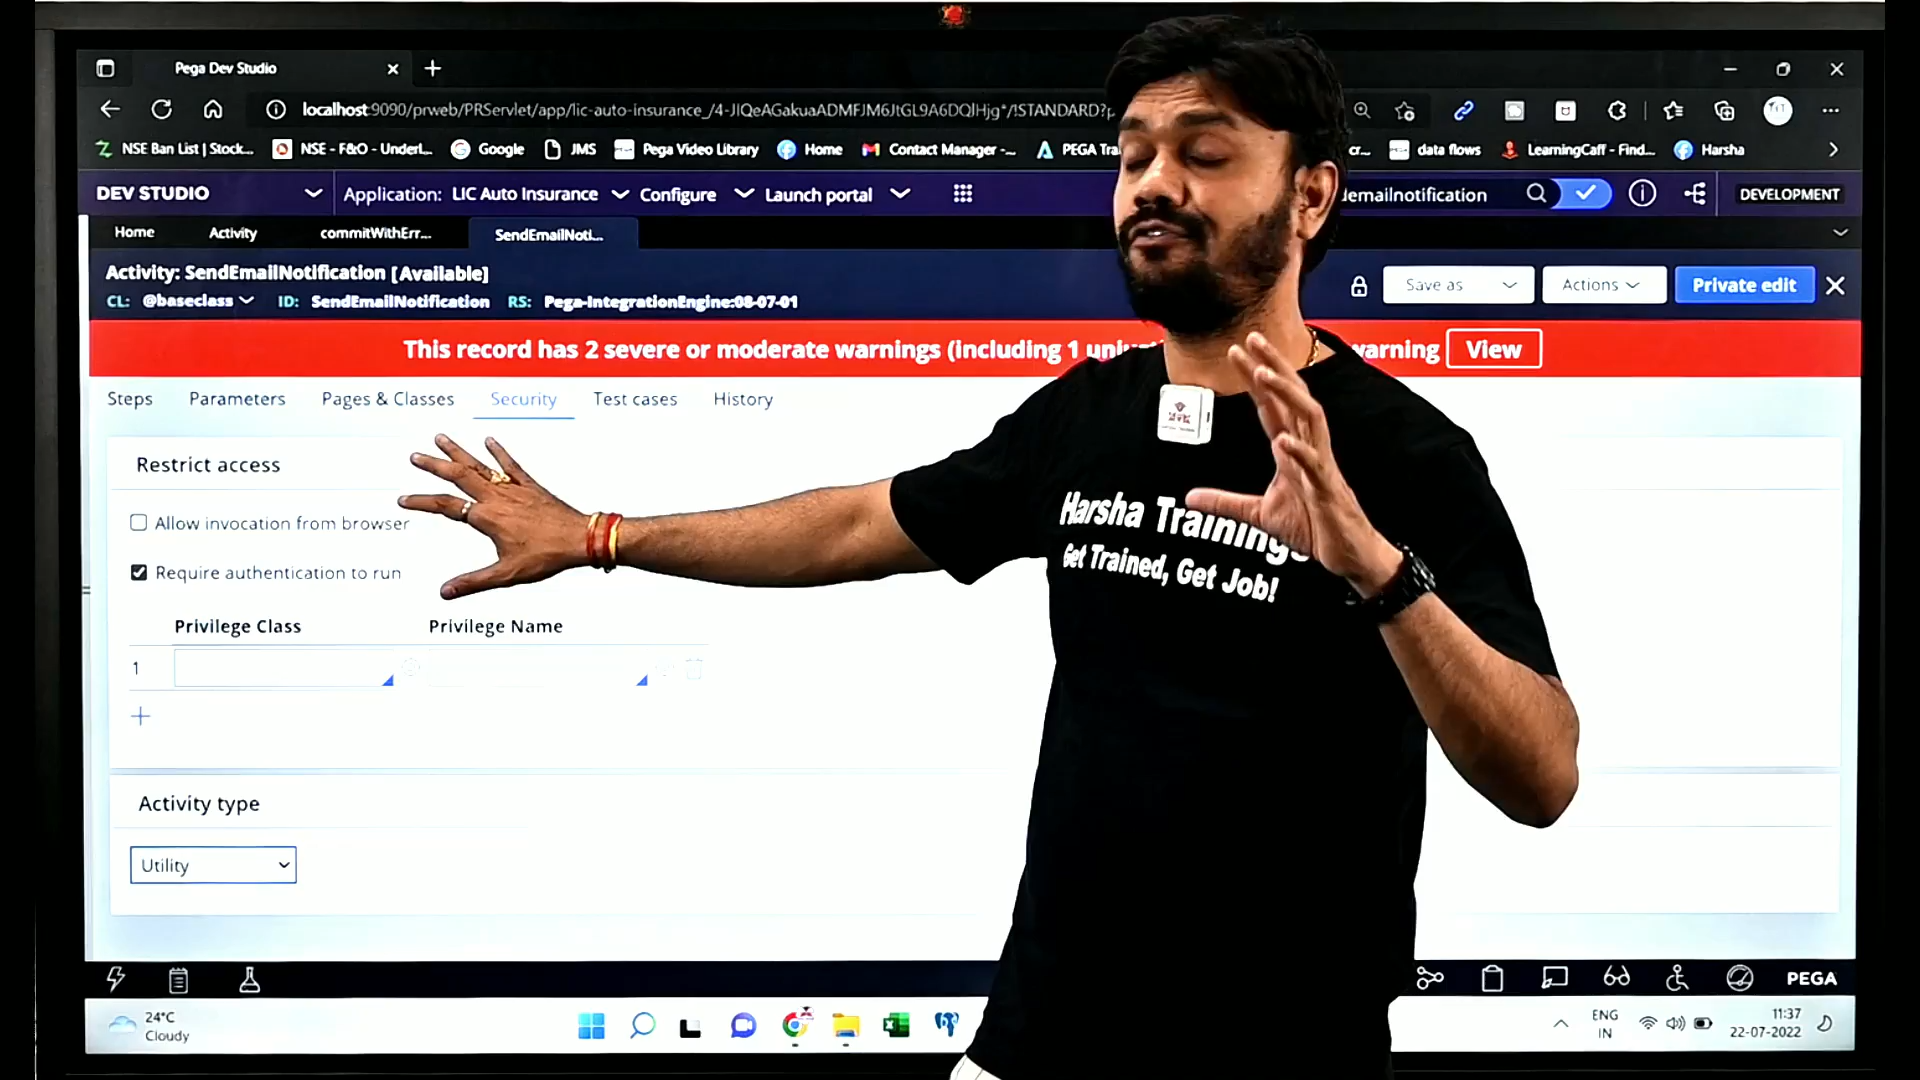 Pega Dev Studio
localhost:9090/prweb/PRServlet/app/lic-auto-insurance_/4-JIQeAGakuaADMFJM6JtGL9A6DQlHjg*/!STANDARD?
NSE Ban List | Stock... NSE - F&O - UnderL... Google JMS Pega Video Library Home Contact Manager -... PEGA Tra cr... data flows LearningCaff - Find... Harsha
DEV STUDIO Application: LIC Auto Insurance Configure Launch portal emailnotification DEVELOPMENT
Home Activity commitWithErr... SendEmailNoti...
Activity: SendEmailNotification [Available]
CL: @baseclass ID: SendEmailNotification RS: Pega-IntegrationEngine:08-07-01
Save as Actions Private edit
This record has 2 severe or moderate warnings (including 1 warning View
Steps Parameters Pages & Classes Security Test cases History
Restrict access
Allow invocation from browser
Require authentication to run
Privilege Class Privilege Name
1
Activity type
Utility
Harsha Trainings
Get Trained, Get Job!
PEGA
24°C
Cloudy
ENG
IN
11:37
22-07-2022